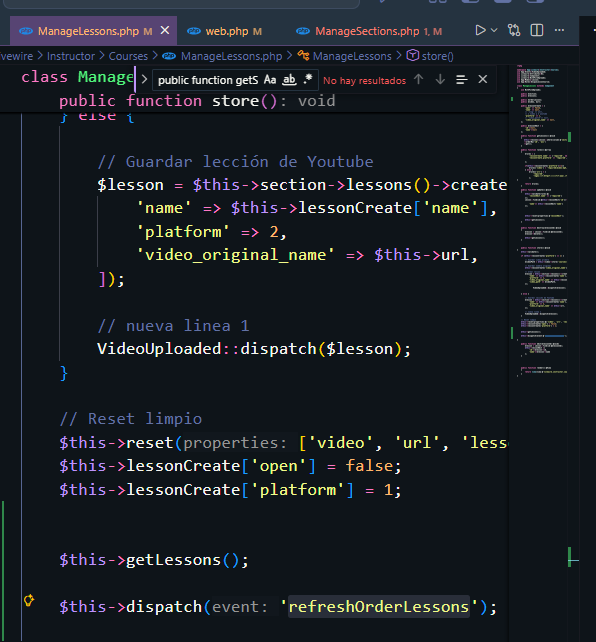 ManageLessons.php M
web.php M
ManageSections.php 1, M
vewire > Instructor > Courses > ManageLessons.php > ManageLessons > store()
class Manage
public function getS Aa ab .* No hay resultados
public function store(): void
} else {
// Guardar lección de Youtube
$lesson = $this->section->lessons()->create
'name' => $this->lessonCreate['name'],
'platform' => 2,
'video_original_name' => $this->url,
]);
// nueva linea 1
VideoUploaded::dispatch($lesson);
}
// Reset limpio
$this->reset(properties: ['video', 'url', 'less
$this->lessonCreate['open'] = false;
$this->lessonCreate['platform'] = 1;
$this->getLessons();
$this->dispatch(event: 'refreshOrderLessons');